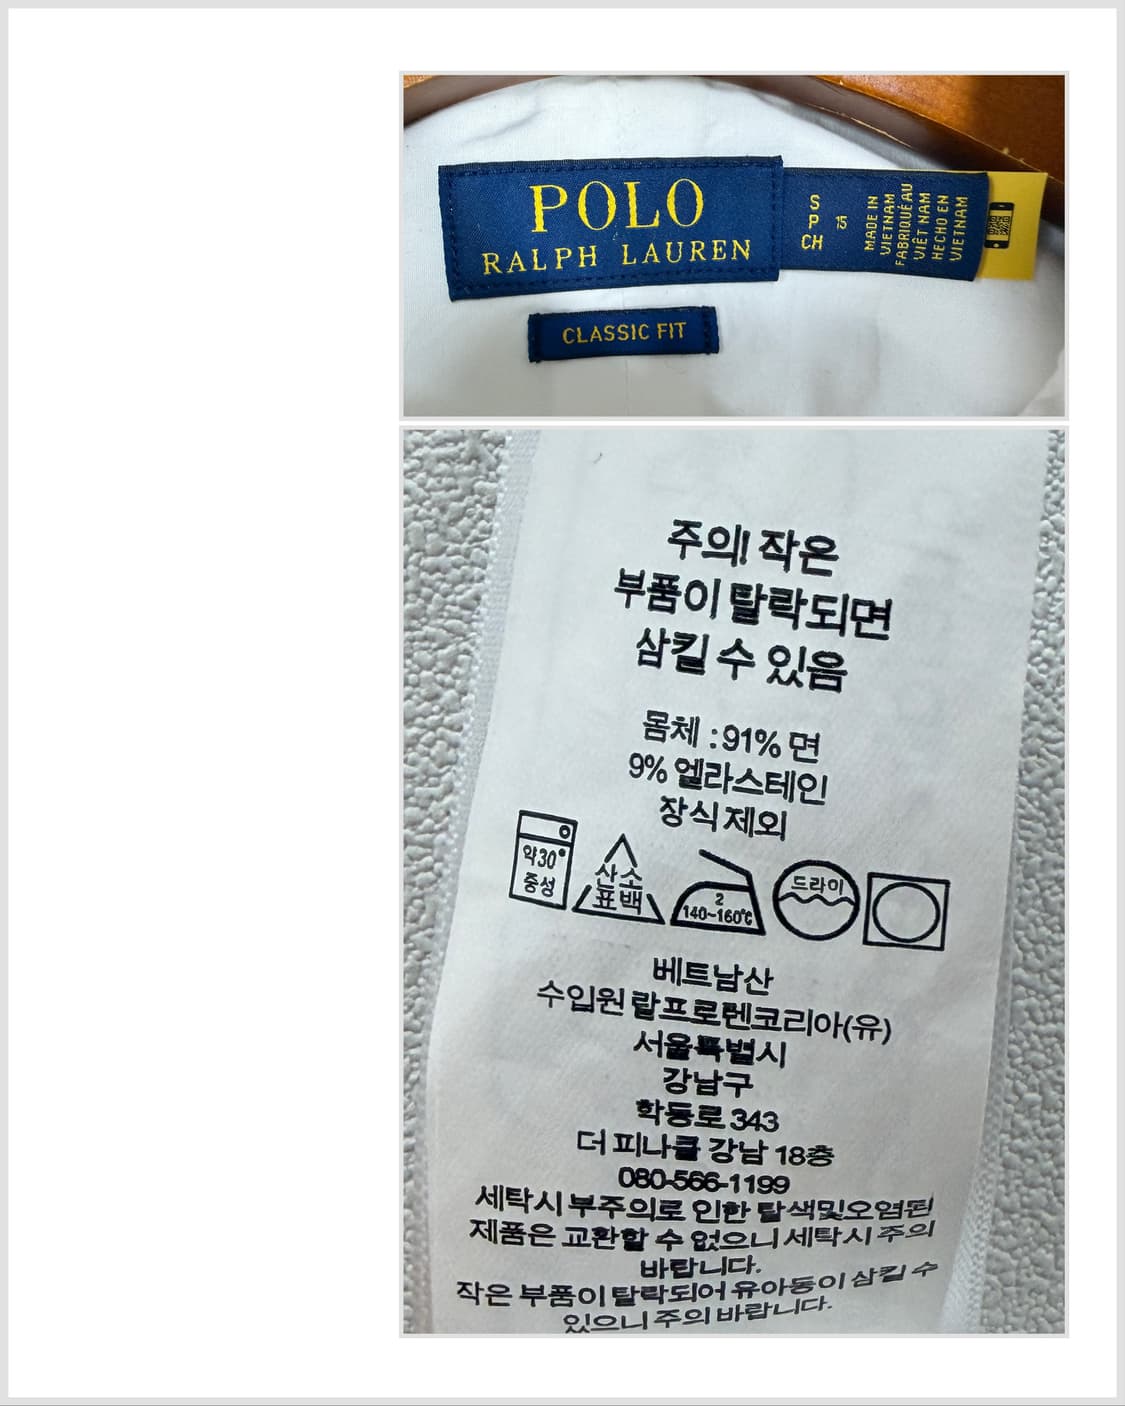 POLO
RALPH LAUREN
S
P
CH
15
MADE IN
VIETNAM
FABRIQUÉ AU
VIÊT NAM
HECHO EN
VIETNAM
CLASSIC FIT
주의! 작은
부품이 탈락되면
삼킬 수 있음
몸체 : 91% 면
9% 엘라스테인
장식 제외
약30°
중성
산소
표백
2
140~160℃
드라이
베트남산
수입원 랄프로렌코리아(유)
서울특별시
강남구
학동로 343
더 피나클 강남 18층
080-566-1199
세탁시 부주의로 인한 탈색및오염된
제품은 교환할 수 없으니 세탁시 주의
바랍니다.
작은 부품이 탈락되어 유아동이 삼킬 수
있으니 주의 바랍니다.